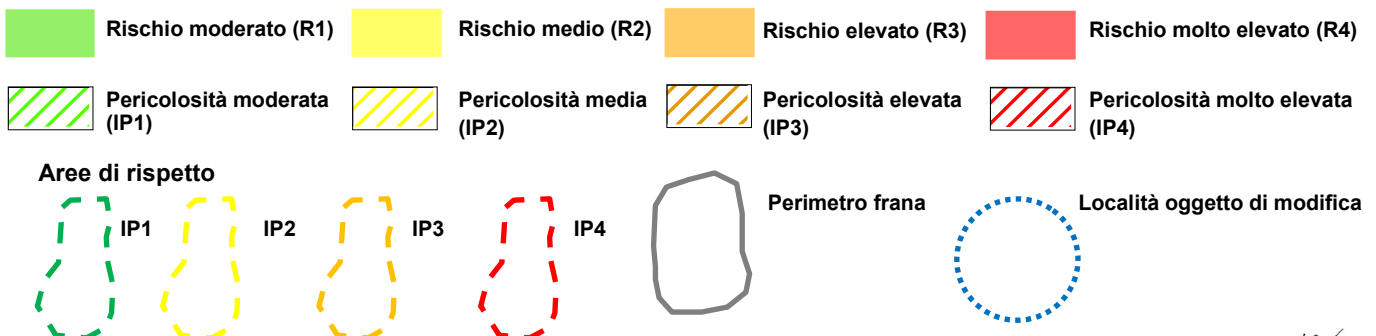 Rischio moderato (R1)
Rischio medio (R2)
Rischio elevato (R3)
Rischio molto elevato (R4)
Pericolosità moderata
(IP1)
Pericolosità media
(IP2)
Pericolosità elevata
(IP3)
Pericolosità molto elevata
(IP4)
Aree di rispetto
IP1
IP2
IP3
IP4
Perimetro frana
Località oggetto di modifica